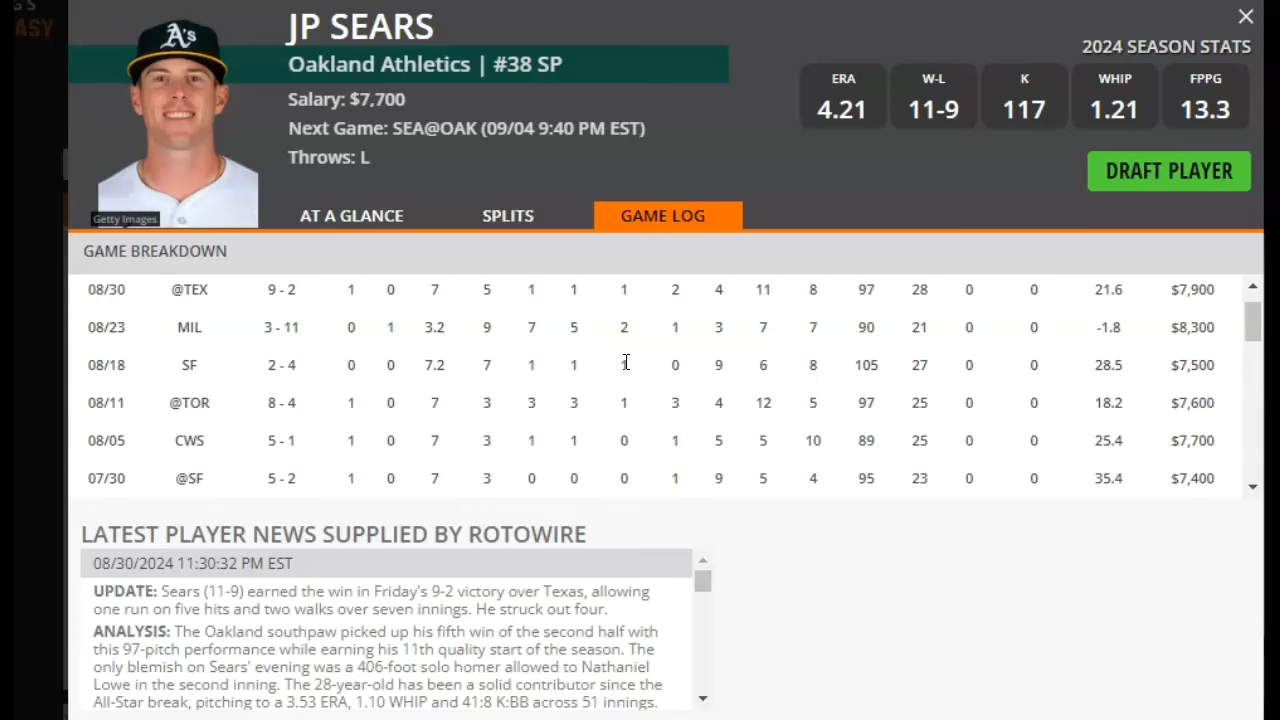 G'S
ASY
JP SEARS
Oakland Athletics | #38 SP
Salary: $7,700
Next Game: SEA@OAK (09/04 9:40 PM EST)
Throws: L
Getty Images
A's
2024 SEASON STATS
ERA W-L K WHIP FPPG
4.21 11-9 117 1.21 13.3
DRAFT PLAYER
AT A GLANCE SPLITS GAME LOG
GAME BREAKDOWN
08/30 @TEX 9 - 2 1 0 7 5 1 1 1 2 4 11 8 97 28 0 0 21.6 $7,900
08/23 MIL 3 - 11 0 1 3.2 9 7 5 2 1 3 7 7 90 21 0 0 -1.8 $8,300
08/18 SF 2 - 4 0 0 7.2 7 1 1 1 0 9 6 8 105 27 0 0 28.5 $7,500
08/11 @TOR 8 - 4 1 0 7 3 3 3 1 3 4 12 5 97 25 0 0 18.2 $7,600
08/05 CWS 5 - 1 1 0 7 3 1 1 0 1 5 5 10 89 25 0 0 25.4 $7,700
07/30 @SF 5 - 2 1 0 7 3 0 0 0 1 9 5 4 95 23 0 0 35.4 $7,400
LATEST PLAYER NEWS SUPPLIED BY ROTOWIRE
08/30/2024 11:30:32 PM EST
UPDATE: Sears (11-9) earned the win in Friday's 9-2 victory over Texas, allowing
one run on five hits and two walks over seven innings. He struck out four.
ANALYSIS: The Oakland southpaw picked up his fifth win of the second half with
this 97-pitch performance while earning his 11th quality start of the season. The
only blemish on Sears' evening was a 406-foot solo homer allowed to Nathaniel
Lowe in the second inning. The 28-year-old has been a solid contributor since the
All-Star break, pitching to a 3.53 ERA, 1.10 WHIP and 41:8 K:BB across 51 innings.